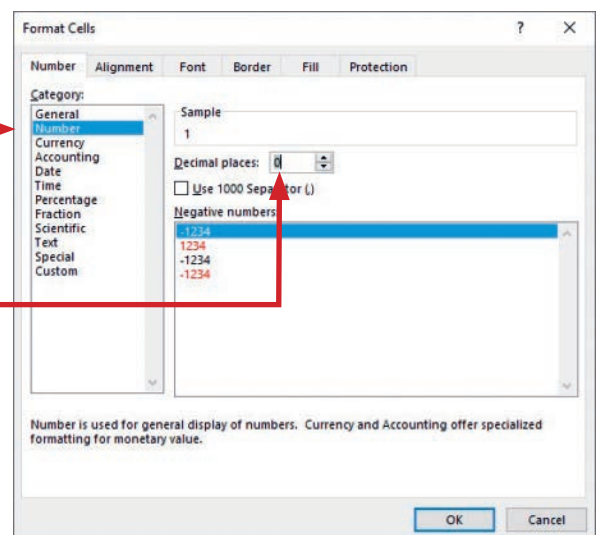 Format Cells ? X
Number Alignment Font Border Fill Protection
Category:
General
Number
Currency
Accounting
Date
Time
Percentage
Fraction
Scientific
Text
Special
Custom
Sample
1
Decimal places: 0
Use 1000 Separator (,)
Negative numbers:
-1234
1234
-1234
-1234
Number is used for general display of numbers. Currency and Accounting offer specialized
formatting for monetary value.
OK Cancel